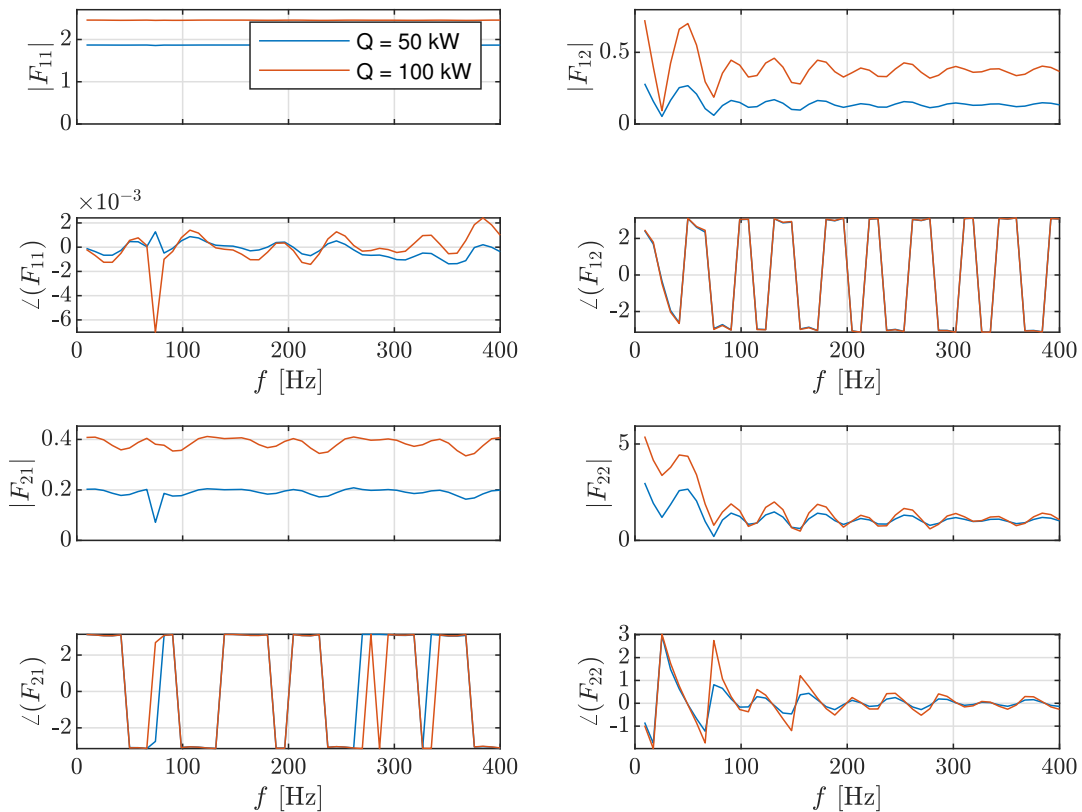 |F₁₁|
2
1
0
Q = 50 kW
Q = 100 kW
|F₁₂|
0.5
0
×10⁻³
∠(F₁₁)
2
0
-2
-4
-6
0 100 200 300 400
f [Hz]
∠(F₁₂)
2
0
-2
0 100 200 300 400
f [Hz]
|F₂₁|
0.4
0.2
0
|F₂₂|
5
0
∠(F₂₁)
2
0
-2
0 100 200 300 400
f [Hz]
∠(F₂₂)
3
2
1
0
-1
0 100 200 300 400
f [Hz]